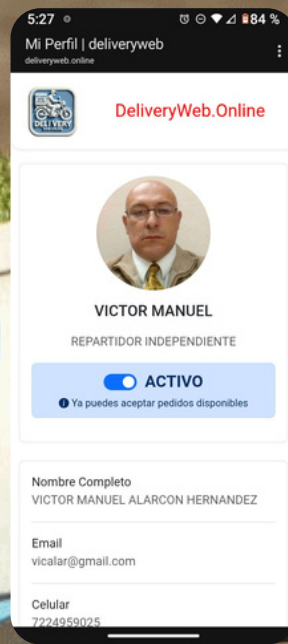 5:27
84 %
Mi Perfil | deliveryweb
deliveryweb.online
DELIVERY
DeliveryWeb.Online
VICTOR MANUEL
REPARTIDOR INDEPENDIENTE
ACTIVO
Ya puedes aceptar pedidos disponibles
Nombre Completo
VICTOR MANUEL ALARCON HERNANDEZ
Email
vicalar@gmail.com
Celular
7224959025